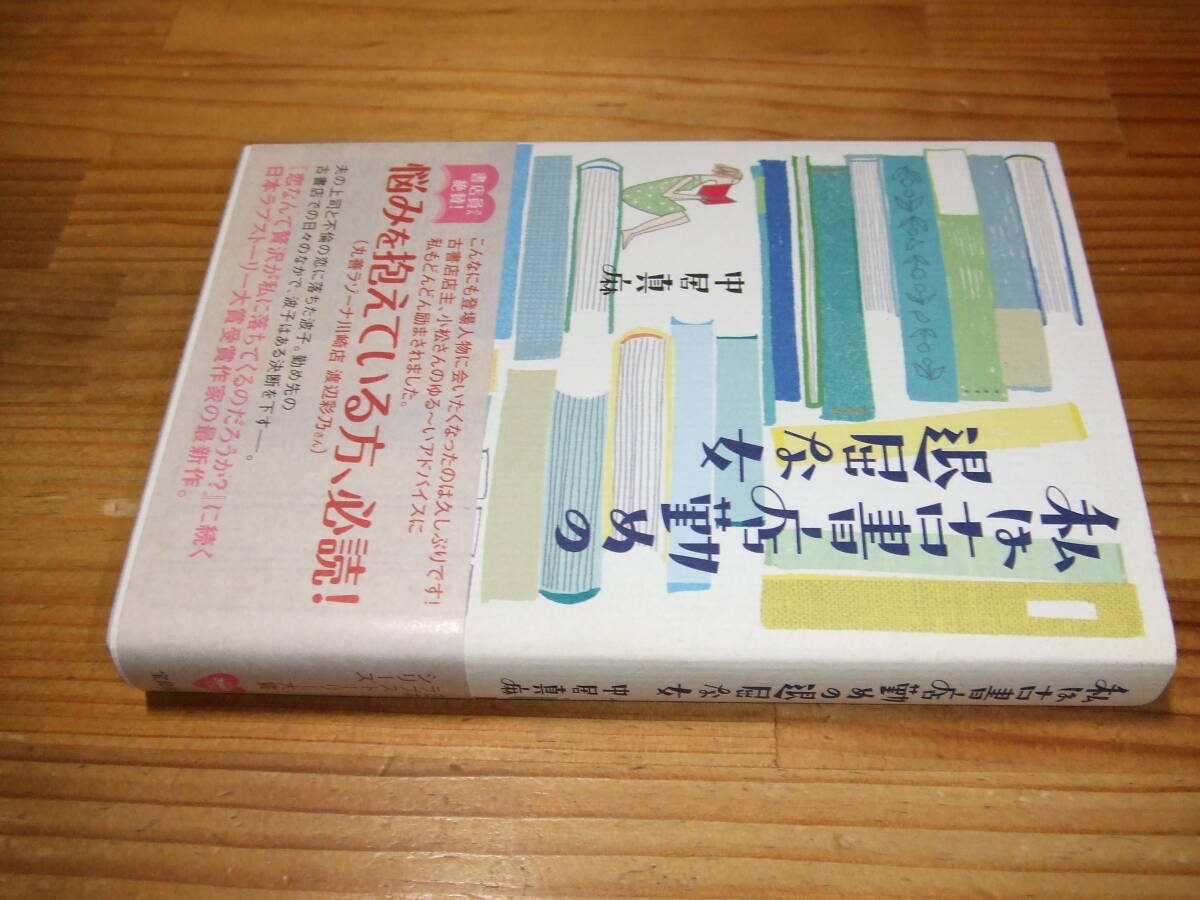 私は古書店勤めの
退屈な女
中居真麻
書店員さん
絶賛!
こんなにも登場人物に会いたくなったのは久しぶりです!
古書店店主、小松さんのゆる〜いアドバイスに
私もどんどん励まされました。
(丸善ラゾーナ川崎店 渡辺彩乃さん)
悩みを抱えている方、必読!
夫の上司と不倫の恋に落ちた波子。勤め先の
古書店での日々のなかで、波子はある決断を下す――。
『恋なんて贅沢が私に落ちてくるのだろうか?』に続く
日本ラブストーリー大賞受賞作家の最新作。
私は古書店勤めの退屈な女
中居真麻
シリーズ